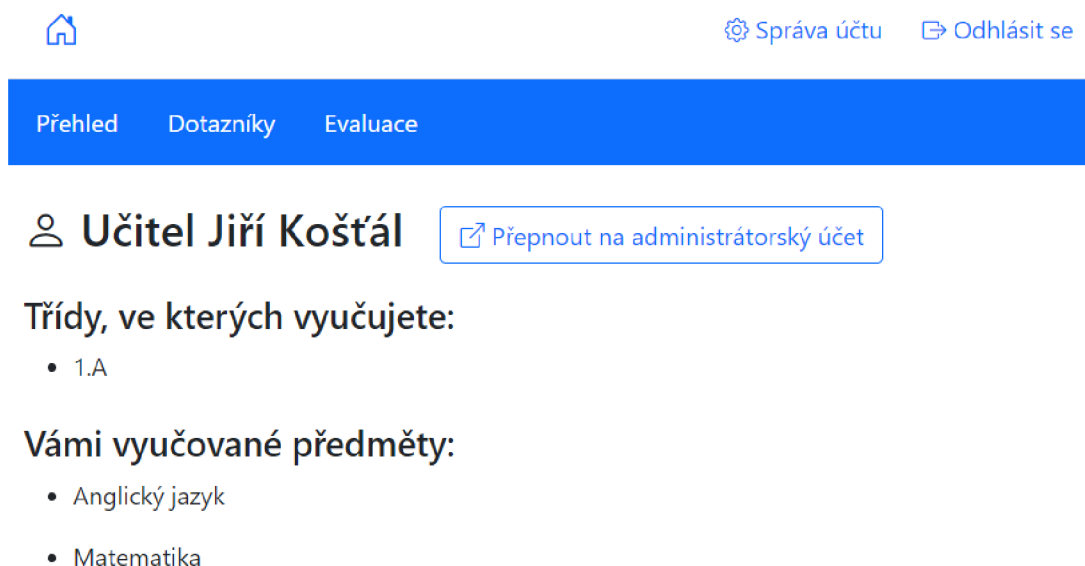 Správa účtu Odhlásit se
Přehled Dotazníky Evaluace
Učitel Jiří Košťál Přepnout na administrátorský účet
Třídy, ve kterých vyučujete:
• 1.A
Vámi vyučované předměty:
• Anglický jazyk
• Matematika